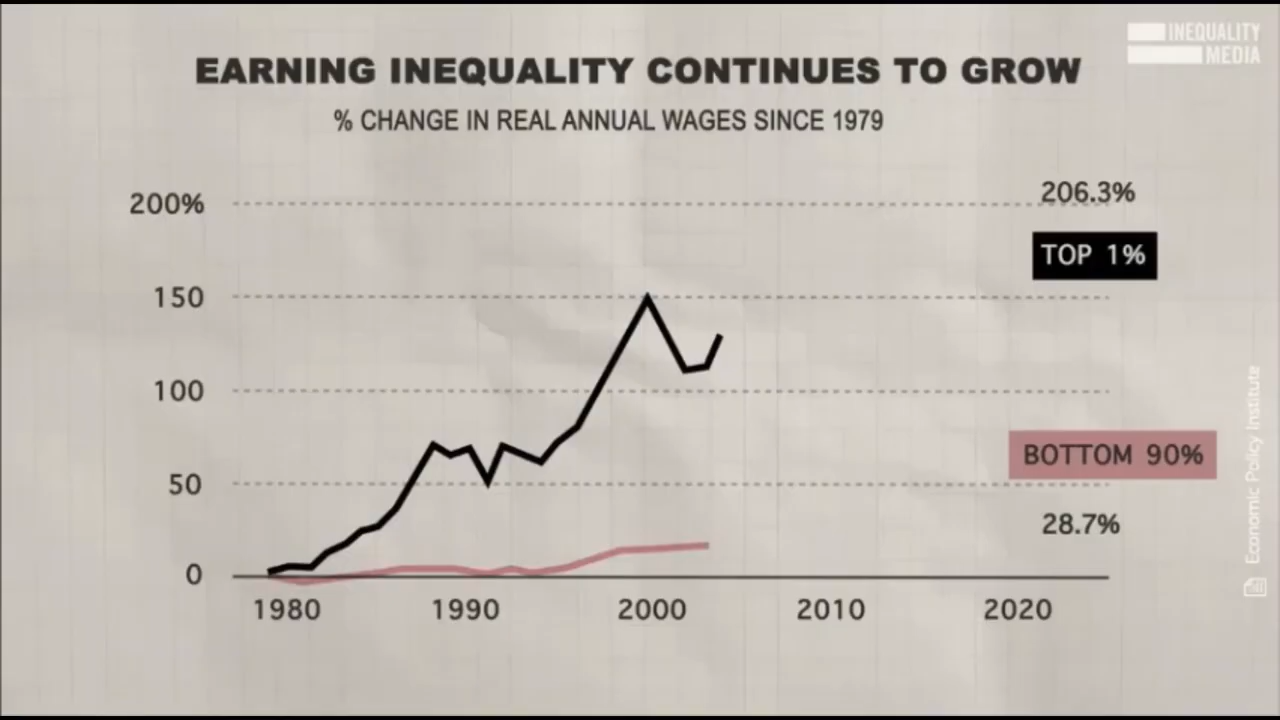 INEQUALITY
MEDIA
EARNING INEQUALITY CONTINUES TO GROW
% CHANGE IN REAL ANNUAL WAGES SINCE 1979
200%
206.3%
TOP 1%
150
100
BOTTOM 90%
50
28.7%
0
1980
1990
2000
2010
2020
Economic Policy Institute